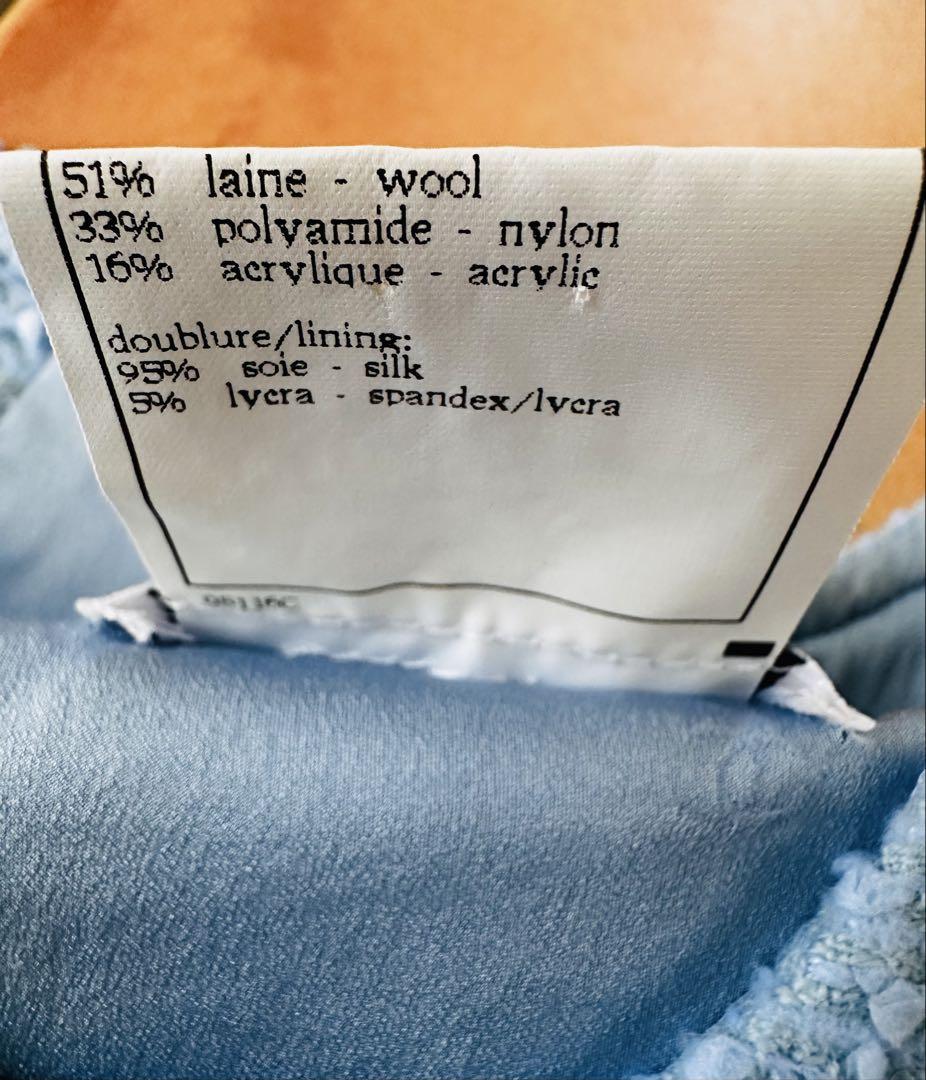 51% laine - wool
33% polyamide - nylon
16% acrylique - acrylic
doublure/lining:
95% soie - silk
5% lycra - spandex/lycra